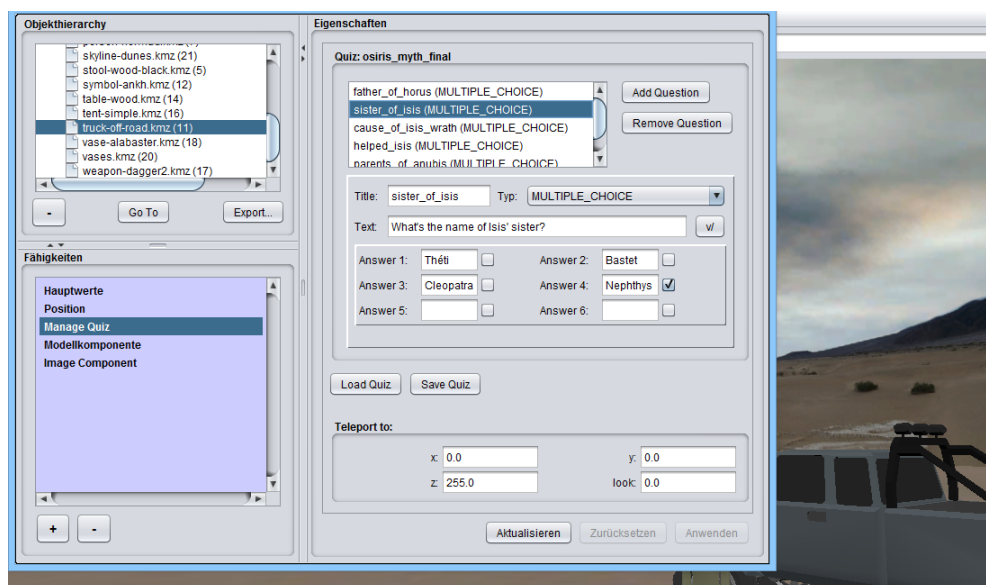 Objekthierarchy
skyline-dunes.kmz (21)
stool-wood-black.kmz (5)
symbol-ankh.kmz (12)
table-wood.kmz (14)
tent-simple.kmz (16)
truck-off-road.kmz (11)
vase-alabaster.kmz (18)
vases.kmz (20)
weapon-dagger2.kmz (17)
- Go To Export...
Fähigkeiten
Hauptwerte
Position
Manage Quiz
Modellkomponente
Image Component
+ -
Eigenschaften
Quiz: osiris_myth_final
father_of_horus (MULTIPLE_CHOICE)
sister_of_isis (MULTIPLE_CHOICE)
cause_of_isis_wrath (MULTIPLE_CHOICE)
helped_isis (MULTIPLE_CHOICE)
parents_of_anubis (MULTIPLE_CHOICE)
Add Question
Remove Question
Title: sister_of_isis Typ: MULTIPLE_CHOICE
Text: What's the name of Isis' sister? v/
Answer 1: Théti Answer 2: Bastet
Answer 3: Cleopatra Answer 4: Nephthys
Answer 5: Answer 6:
Load Quiz Save Quiz
Teleport to:
x: 0.0 y: 0.0
z: 255.0 look: 0.0
Aktualisieren Zurücksetzen Anwenden